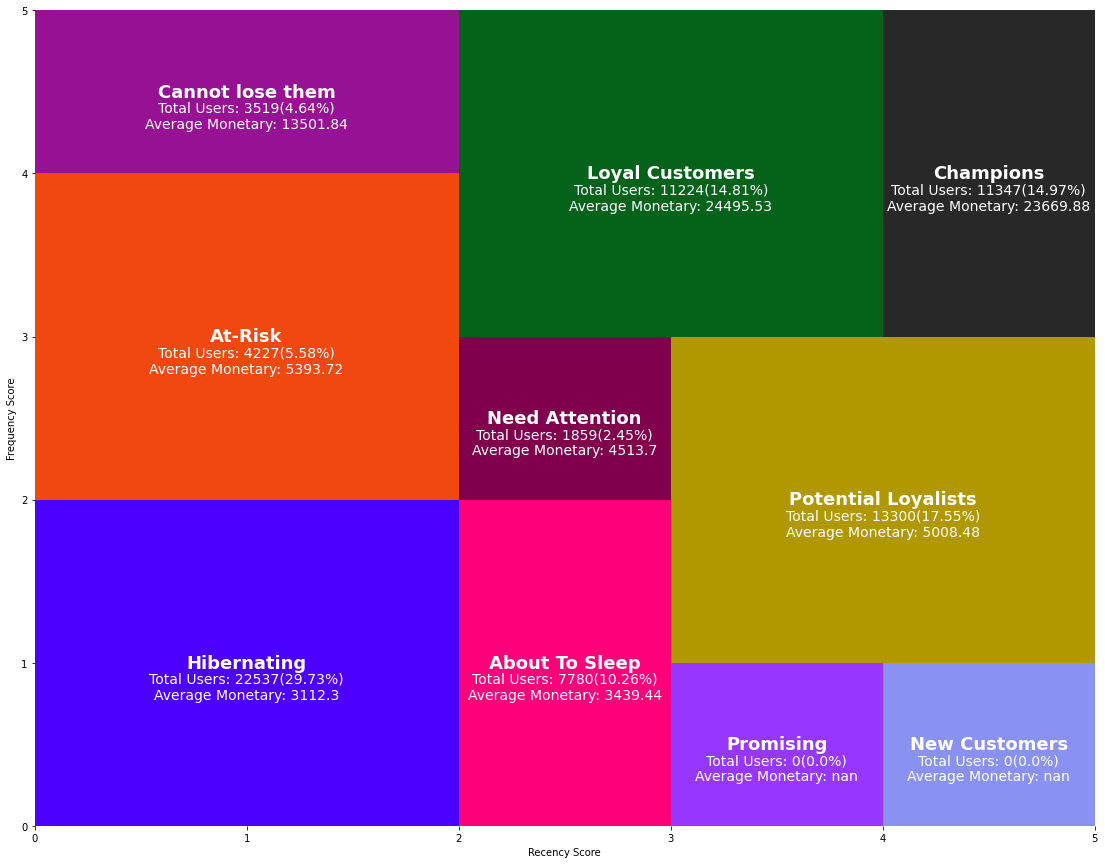 5
4
3
2
1
0
Frequency Score
Cannot lose them
Total Users: 3519(4.64%)
Average Monetary: 13501.84
Loyal Customers
Total Users: 11224(14.81%)
Average Monetary: 24495.53
Champions
Total Users: 11347(14.97%)
Average Monetary: 23669.88
At-Risk
Total Users: 4227(5.58%)
Average Monetary: 5393.72
Need Attention
Total Users: 1859(2.45%)
Average Monetary: 4513.7
Potential Loyalists
Total Users: 13300(17.55%)
Average Monetary: 5008.48
Hibernating
Total Users: 22537(29.73%)
Average Monetary: 3112.3
About To Sleep
Total Users: 7780(10.26%)
Average Monetary: 3439.44
Promising
Total Users: 0(0.0%)
Average Monetary: nan
New Customers
Total Users: 0(0.0%)
Average Monetary: nan
0 1 2 3 4 5
Recency Score